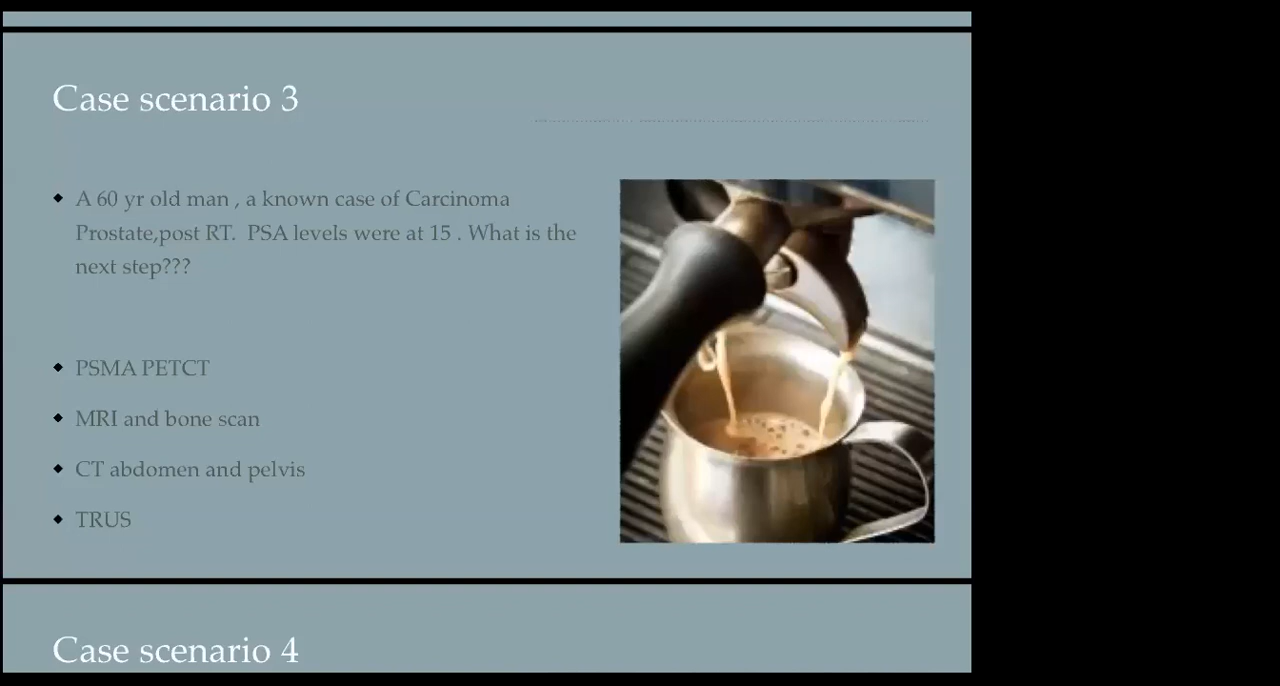 Case scenario 3
A 60 yr old man , a known case of Carcinoma
Prostate,post RT.  PSA levels were at 15 . What is the
next step???
PSMA PETCT
MRI and bone scan
CT abdomen and pelvis
TRUS
Case scenario 4